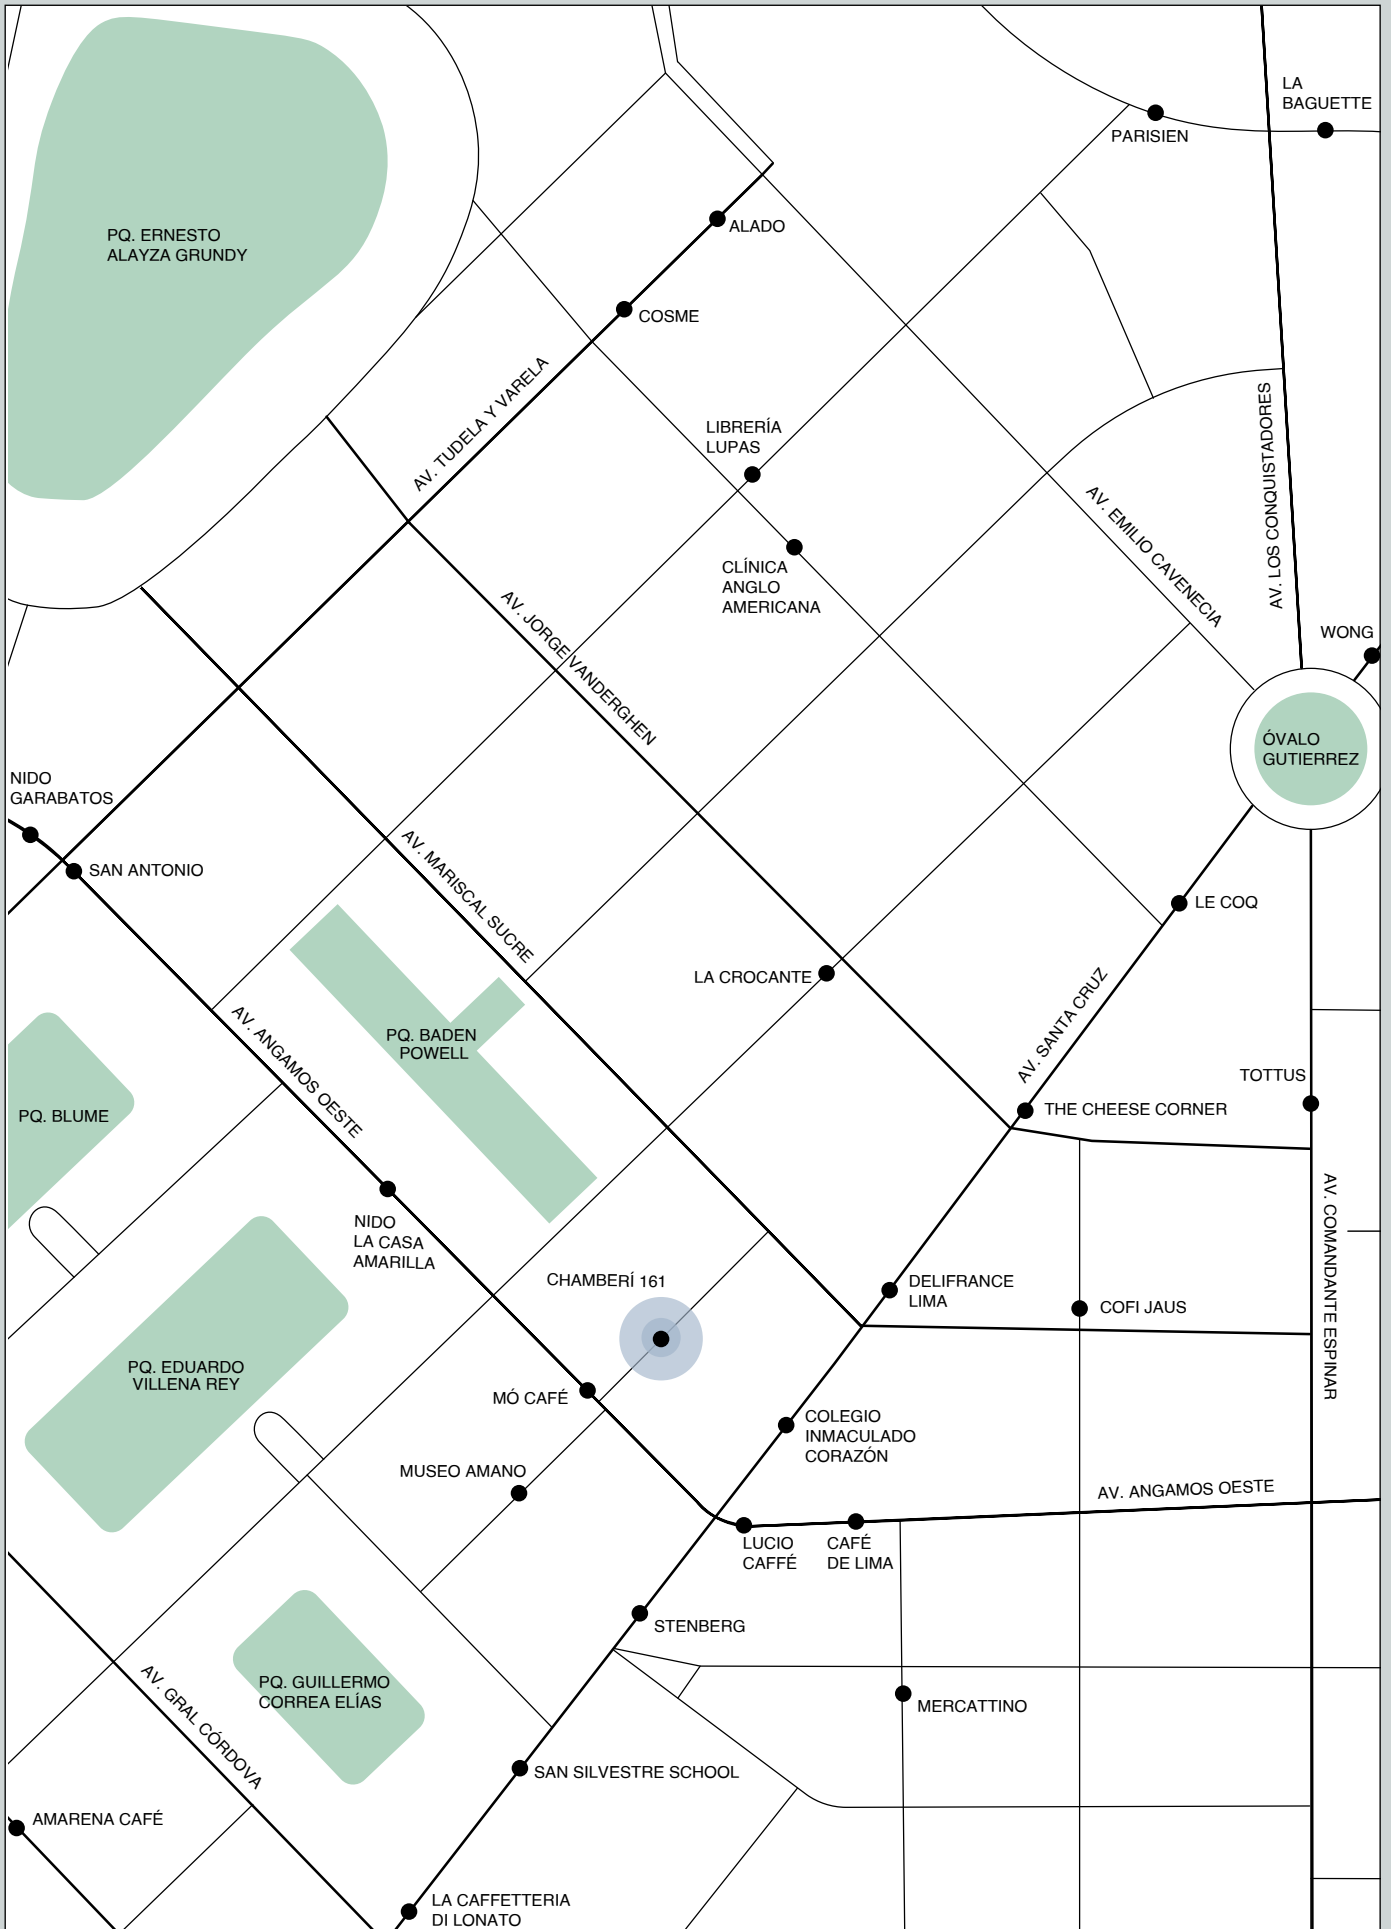 LA
BAGUETTE
PARISIEN
PQ. ERNESTO
ALAYZA GRUNDY
ALADO
COSME
AV. TUDELA Y VARELA
LIBRERÍA
LUPAS
AV. LOS CONQUISTADORES
AV. EMILIO CAVENECIA
CLÍNICA
ANGLO
AMERICANA
WONG
AV. JORGE VANDERGHEN
ÓVALO
GUTIERREZ
NIDO
GARABATOS
SAN ANTONIO
AV. MARISCAL SUCRE
LE COQ
LA CROCANTE
AV. SANTA CRUZ
PQ. BADEN
POWELL
AV. ANGAMOS OESTE
TOTTUS
PQ. BLUME
THE CHEESE CORNER
NIDO
LA CASA
AMARILLA
CHAMBERÍ 161
DELIFRANCE
LIMA
COFI JAUS
AV. COMANDANTE ESPINAR
PQ. EDUARDO
VILLENA REY
MÓ CAFÉ
COLEGIO
INMACULADO
CORAZÓN
MUSEO AMANO
AV. ANGAMOS OESTE
LUCIO
CAFFÉ
CAFÉ
DE LIMA
STENBERG
PQ. GUILLERMO
CORREA ELÍAS
AV. GRAL CÓRDOVA
MERCATTINO
SAN SILVESTRE SCHOOL
AMARENA CAFÉ
LA CAFFETTERIA
DI LONATO